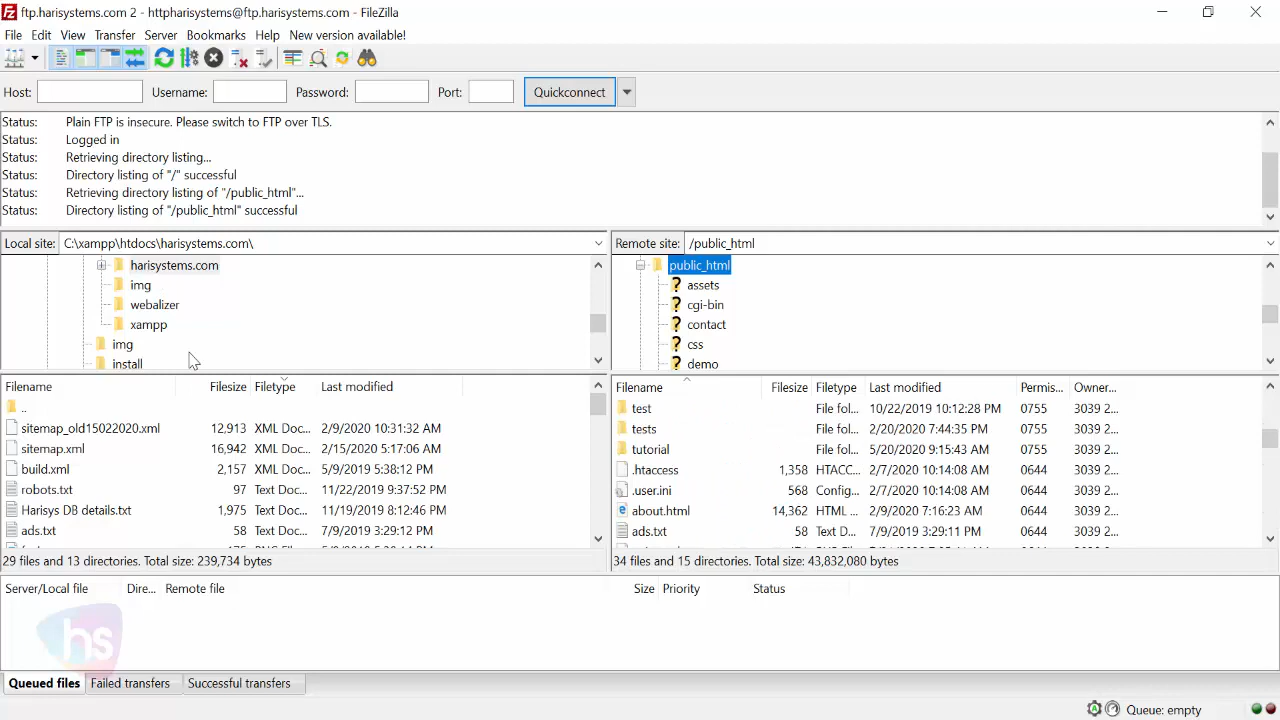 ftp.harisystems.com 2 - httpharisystems@ftp.harisystems.com - FileZilla
File Edit View Transfer Server Bookmarks Help New version available!
Host: Username: Password: Port: Quickconnect
Status: Plain FTP is insecure. Please switch to FTP over TLS.
Status: Logged in
Status: Retrieving directory listing...
Status: Directory listing of "/" successful
Status: Retrieving directory listing of "/public_html"...
Status: Directory listing of "/public_html" successful
Local site: C:\xampp\htdocs\harisystems.com\
harisystems.com
img
webalizer
xampp
img
install
Filename Filesize Filetype Last modified
..
sitemap_old15022020.xml 12,913 XML Doc... 2/9/2020 10:31:32 AM
sitemap.xml 16,942 XML Doc... 2/15/2020 5:17:06 AM
build.xml 2,157 XML Doc... 5/9/2019 5:38:12 PM
robots.txt 97 Text Doc... 11/22/2019 9:37:52 PM
Harisys DB details.txt 1,975 Text Doc... 11/19/2019 8:12:46 PM
ads.txt 58 Text Doc... 7/9/2019 3:29:12 PM
29 files and 13 directories. Total size: 239,734 bytes
Remote site: /public_html
public_html
assets
cgi-bin
contact
css
demo
Filename Filesize Filetype Last modified Permis... Owner...
test File fol... 10/22/2019 10:12:28 PM 0755 3039 2...
tests File fol... 2/20/2020 7:44:35 PM 0755 3039 2...
tutorial File fol... 5/20/2020 9:15:43 AM 0755 3039 2...
.htaccess 1,358 HTACC... 2/7/2020 10:14:08 AM 0644 3039 2...
.user.ini 568 Config... 2/7/2020 10:14:08 AM 0644 3039 2...
about.html 14,362 HTML ... 2/9/2020 7:16:23 AM 0644 3039 2...
ads.txt 58 Text D... 7/9/2020 3:29:11 PM 0644 3039 2...
34 files and 15 directories. Total size: 43,832,080 bytes
Server/Local file Dire... Remote file Size Priority Status
hs
Queued files Failed transfers Successful transfers
Queue: empty